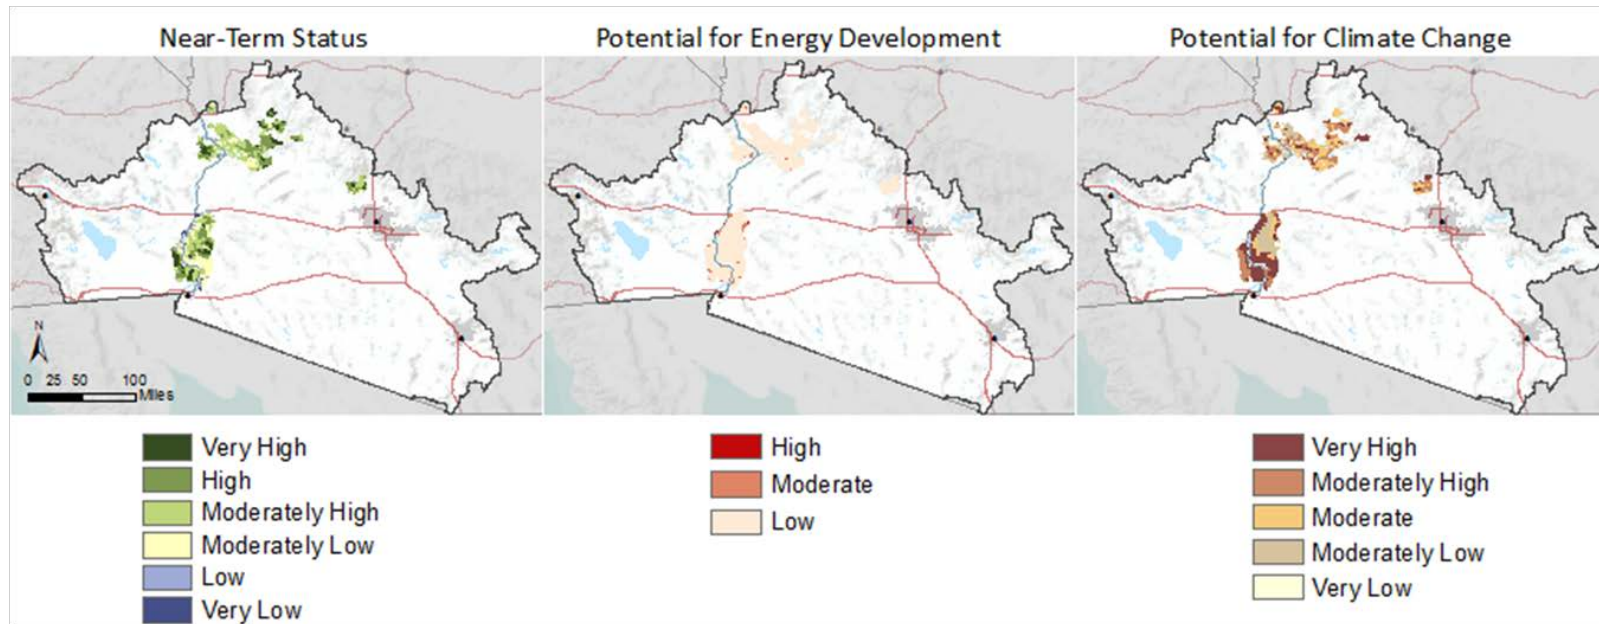 Near-Term Status
Potential for Energy Development
Potential for Climate Change
N
0 25 50 100
Miles
Very High
High
Moderately High
Moderately Low
Low
Very Low
High
Moderate
Low
Very High
Moderately High
Moderate
Moderately Low
Very Low